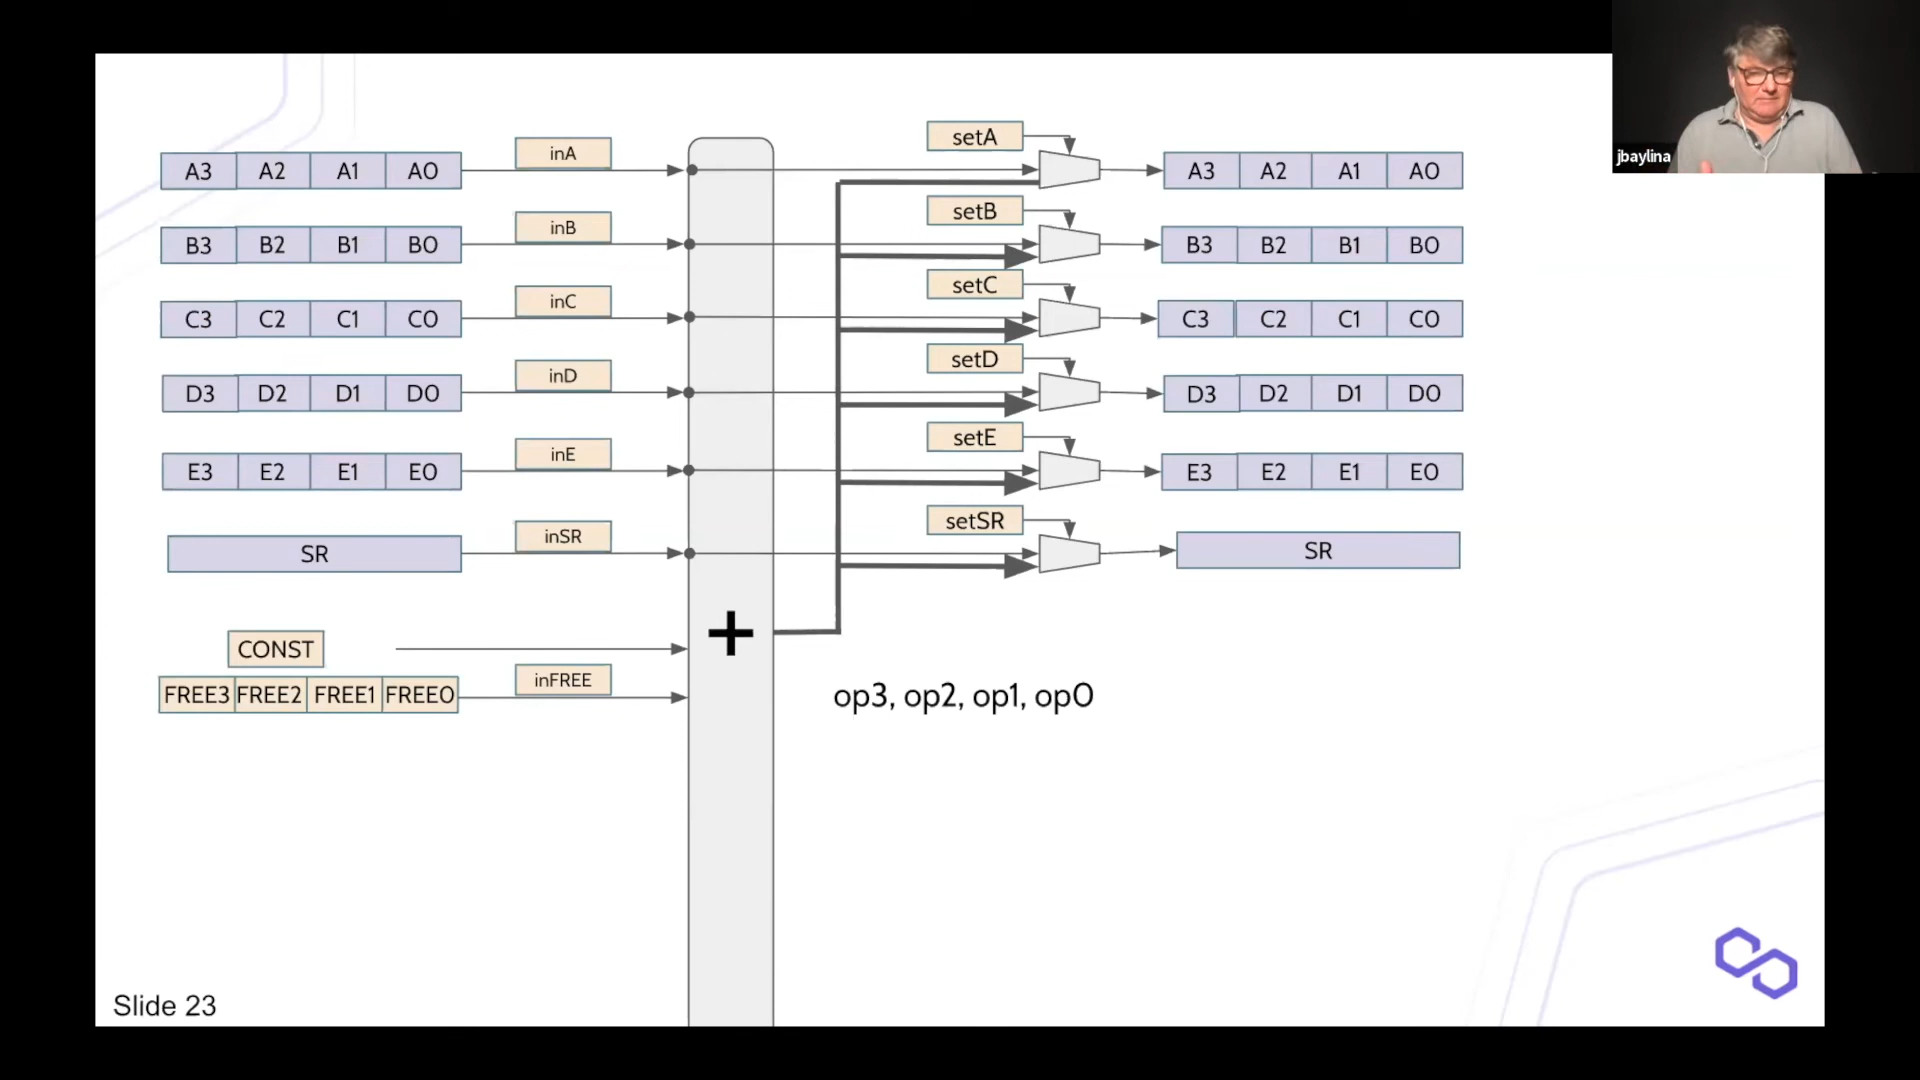 setA
A3 A2 A1 A0 inA A3 A2 A1 A0
setB
B3 B2 B1 B0 inB B3 B2 B1 B0
setC
C3 C2 C1 C0 inC C3 C2 C1 C0
setD
D3 D2 D1 D0 inD D3 D2 D1 D0
setE
E3 E2 E1 E0 inE E3 E2 E1 E0
setSR
SR inSR SR
+
CONST
FREE3 FREE2 FREE1 FREE0 inFREE
op3, op2, op1, op0
Slide 23
jbaylina